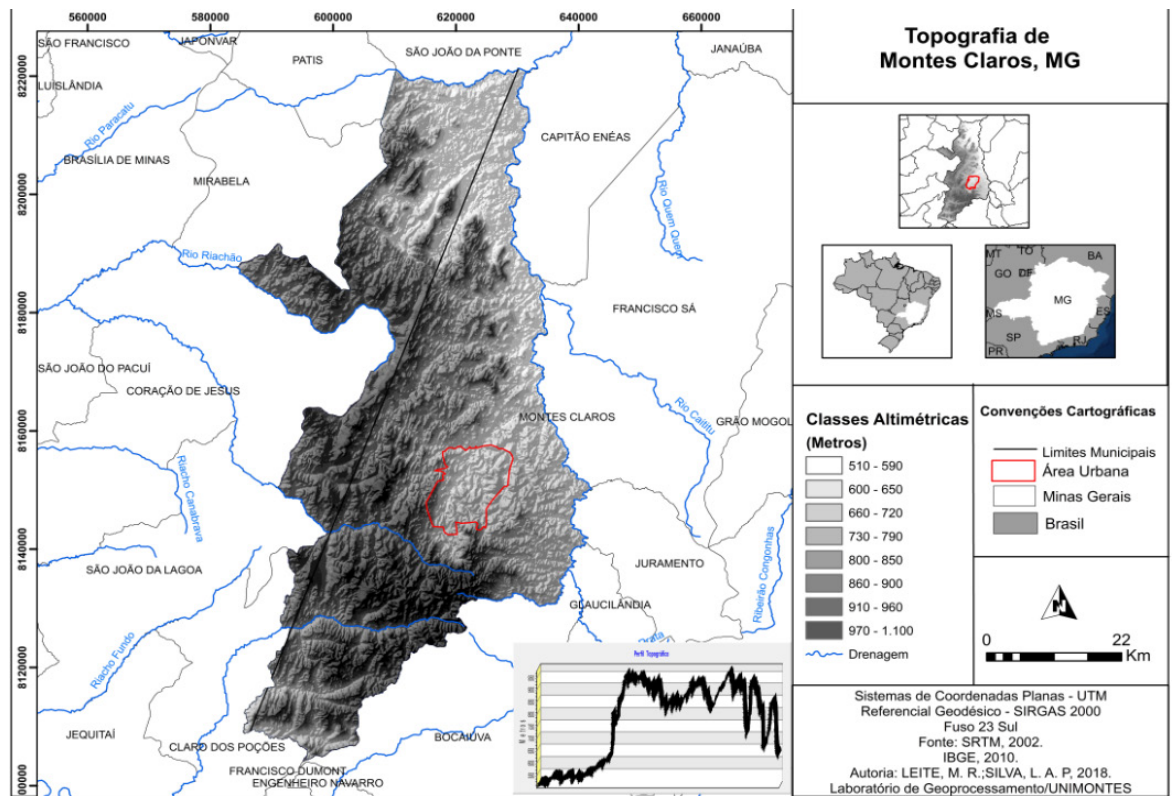 560000
580000
600000
620000
640000
660000
8220000
8200000
8180000
8160000
8140000
8120000
SÃO FRANCISCO
JAPONVAR
PATIS
SÃO JOÃO DA PONTE
JANAÚBA
LUISLÂNDIA
Rio Paracatu
CAPITÃO ENÉAS
BRASÍLIA DE MINAS
MIRABELA
Rio Quem Quem
Rio Riachão
FRANCISCO SÁ
SÃO JOÃO DO PACUÍ
CORAÇÃO DE JESUS
MONTES CLAROS
Rio Caititu
GRÃO MOGOL
Riacho Canabrava
SÃO JOÃO DA LAGOA
JURAMENTO
Ribeirão Congonhas
GLAUCILÂNDIA
Riacho Fundo
JEQUITAÍ
CLARO DOS POÇÕES
BOCAIUVA
FRANCISCO DUMONT
ENGENHEIRO NAVARRO
Perfil Topográfico
Metros
Topografia de
Montes Claros, MG
MT
TO
BA
GO
DF
MG
MS
ES
SP
RJ
PR
Classes Altimétricas
(Metros)
510 - 590
600 - 650
660 - 720
730 - 790
800 - 850
860 - 900
910 - 960
970 - 1.100
Drenagem
Convenções Cartográficas
Limites Municipais
Área Urbana
Minas Gerais
Brasil
N
0 22
Km
Sistemas de Coordenadas Planas - UTM
Referencial Geodésico - SIRGAS 2000
Fuso 23 Sul
Fonte: SRTM, 2002.
IBGE, 2010.
Autoria: LEITE, M. R.;SILVA, L. A. P, 2018.
Laboratório de Geoprocessamento/UNIMONTES